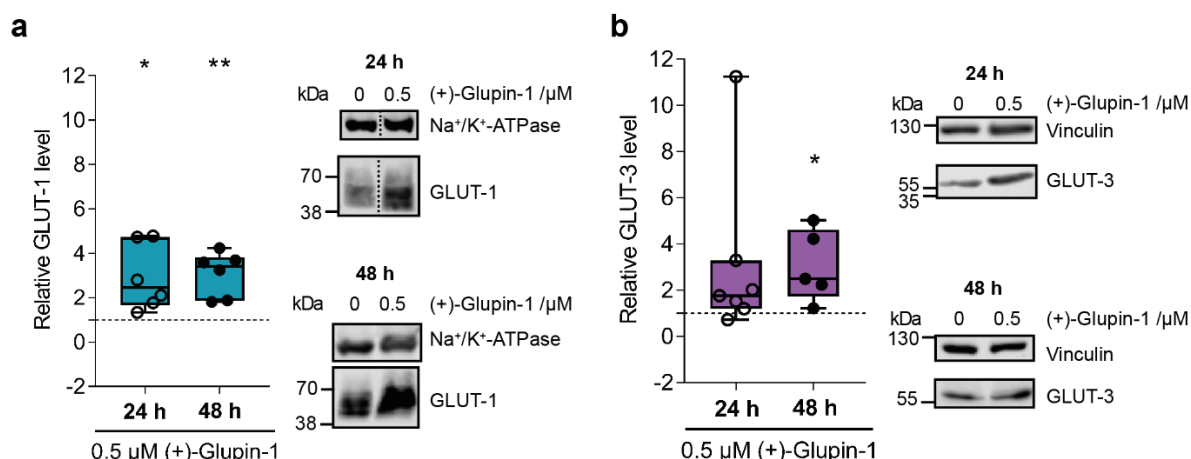 a
Relative GLUT-1 level
12
10
8
6
4
2
0
-2
* **
24 h 48 h
0.5 µM (+)-Glupin-1
24 h
kDa 0 0.5 (+)-Glupin-1 /µM
Na⁺/K⁺-ATPase
70
GLUT-1
38
48 h
kDa 0 0.5 (+)-Glupin-1 /µM
Na⁺/K⁺-ATPase
70
GLUT-1
38
b
Relative GLUT-3 level
12
10
8
6
4
2
0
-2
*
24 h 48 h
0.5 µM (+)-Glupin-1
24 h
kDa 0 0.5 (+)-Glupin-1 /µM
130 Vinculin
55 GLUT-3
35
48 h
kDa 0 0.5 (+)-Glupin-1 /µM
130
Vinculin
55 GLUT-3